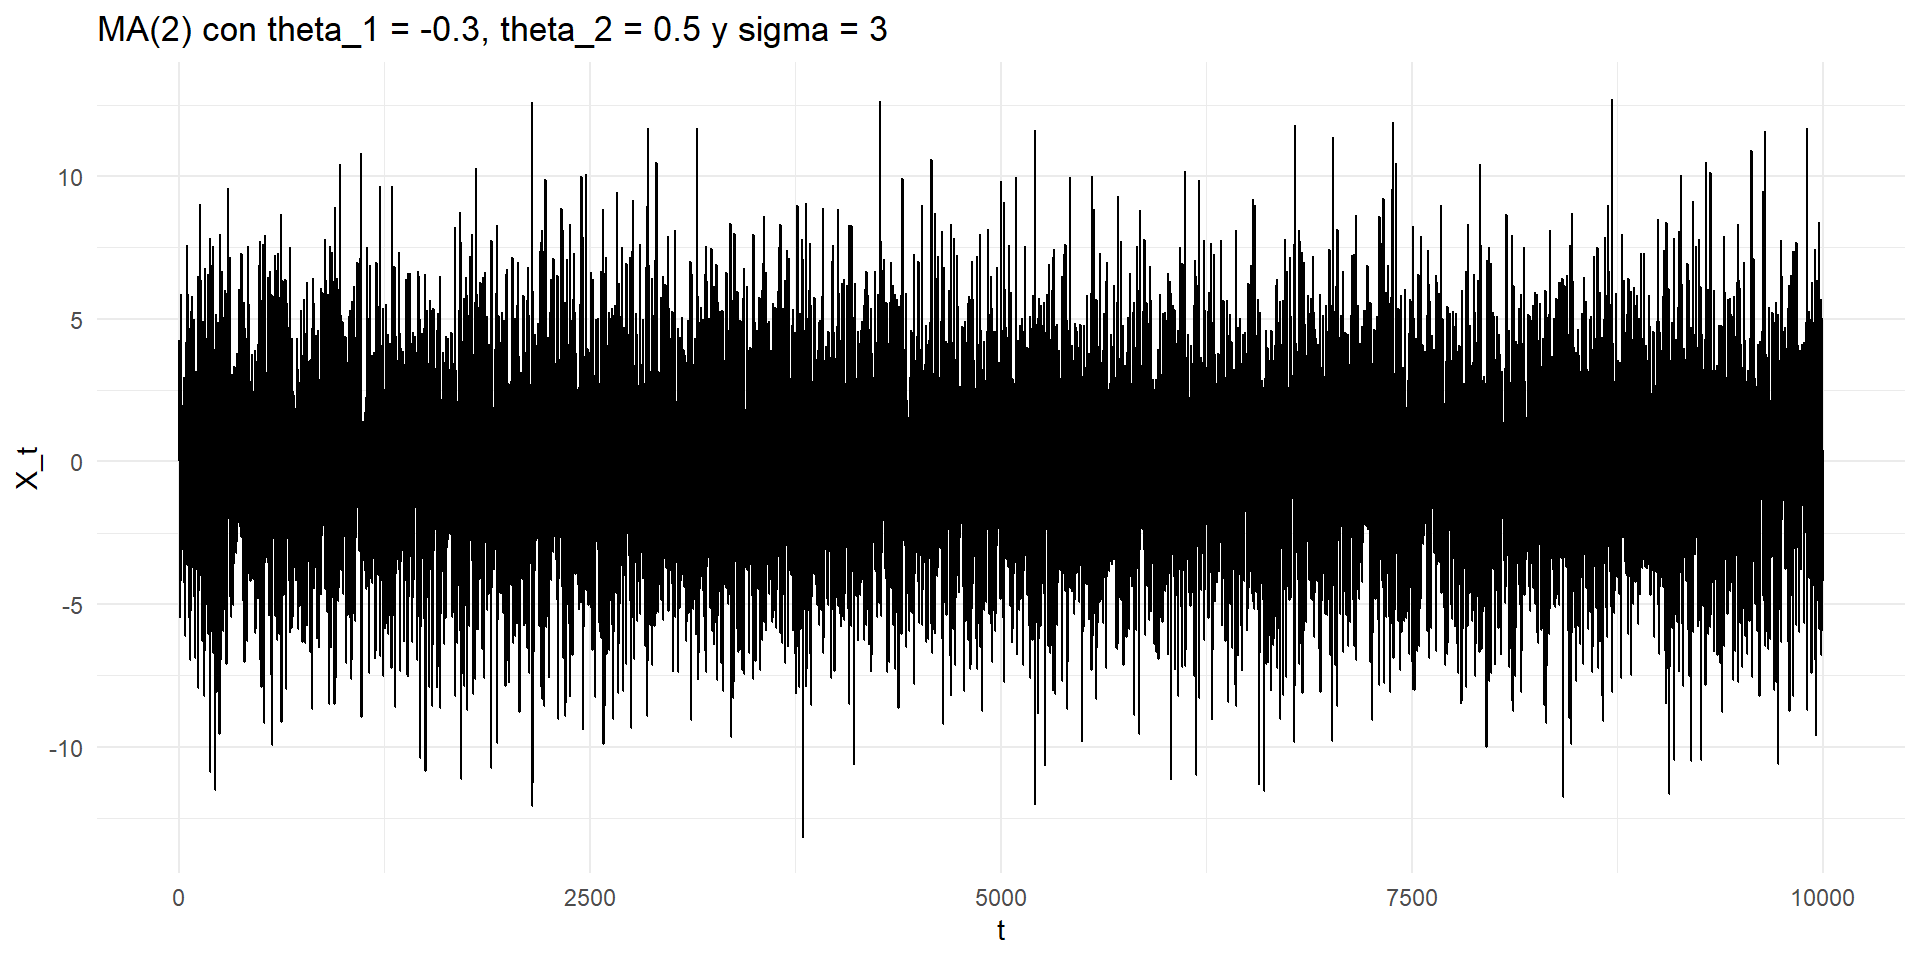 MA(2) con theta_1 = -0.3, theta_2 = 0.5 y sigma = 3
10
5
0
-5
-10
X_t
0 2500 5000 7500 10000
t